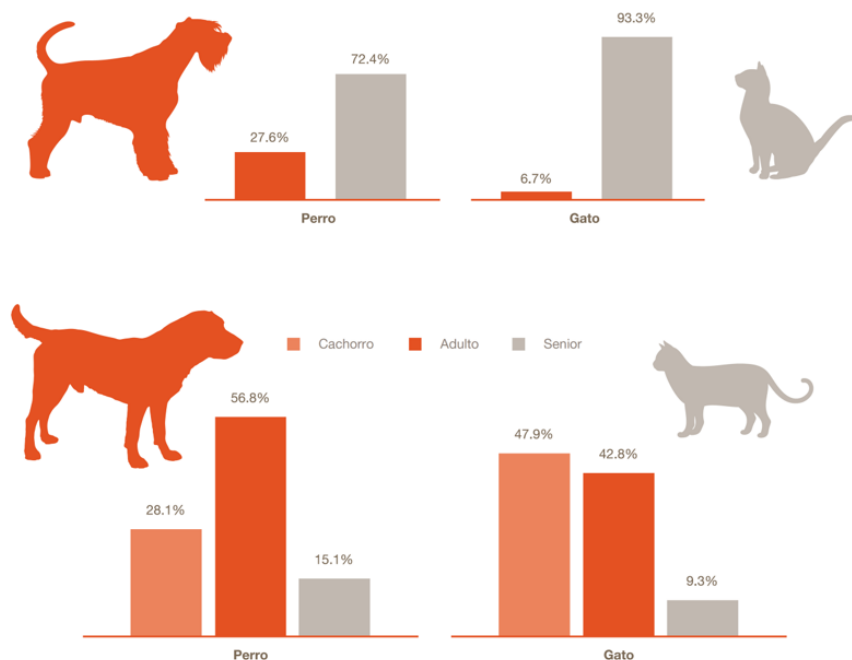 93.3%
72.4%
27.6%
6.7%
Perro
Gato
Cachorro Adulto Senior
56.8%
47.9%
42.8%
28.1%
15.1%
9.3%
Perro
Gato